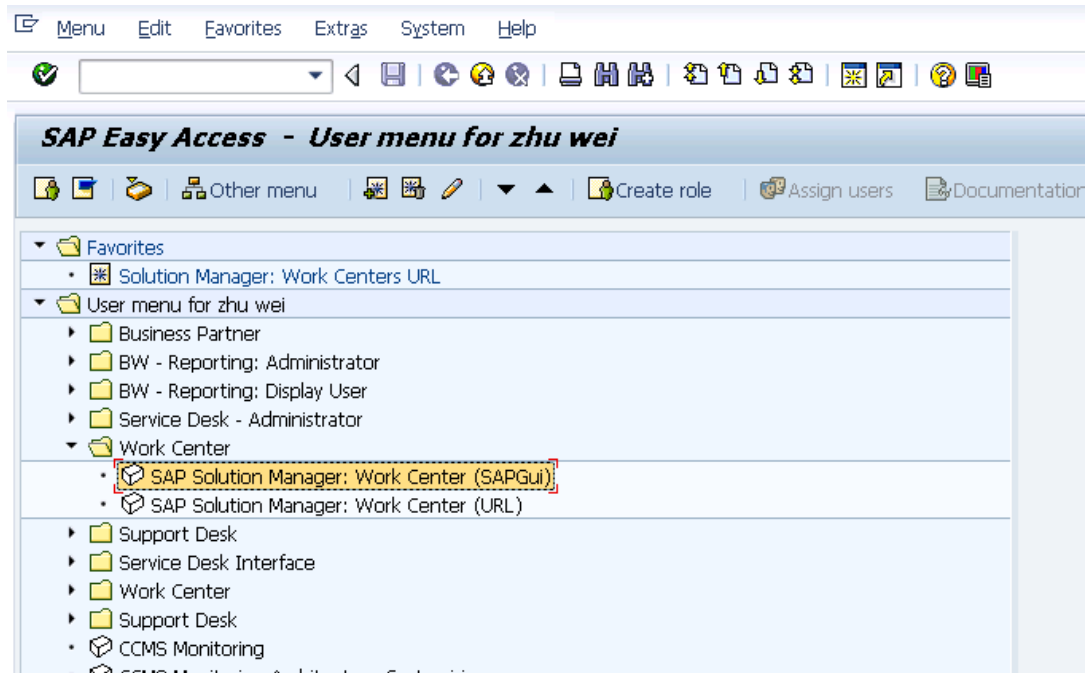 Menu Edit Favorites Extras System Help
SAP Easy Access - User menu for zhu wei
Other menu Create role Assign users Documentation
Favorites
Solution Manager: Work Centers URL
User menu for zhu wei
Business Partner
BW - Reporting: Administrator
BW - Reporting: Display User
Service Desk - Administrator
Work Center
SAP Solution Manager: Work Center (SAPGui)
SAP Solution Manager: Work Center (URL)
Support Desk
Service Desk Interface
Work Center
Support Desk
CCMS Monitoring